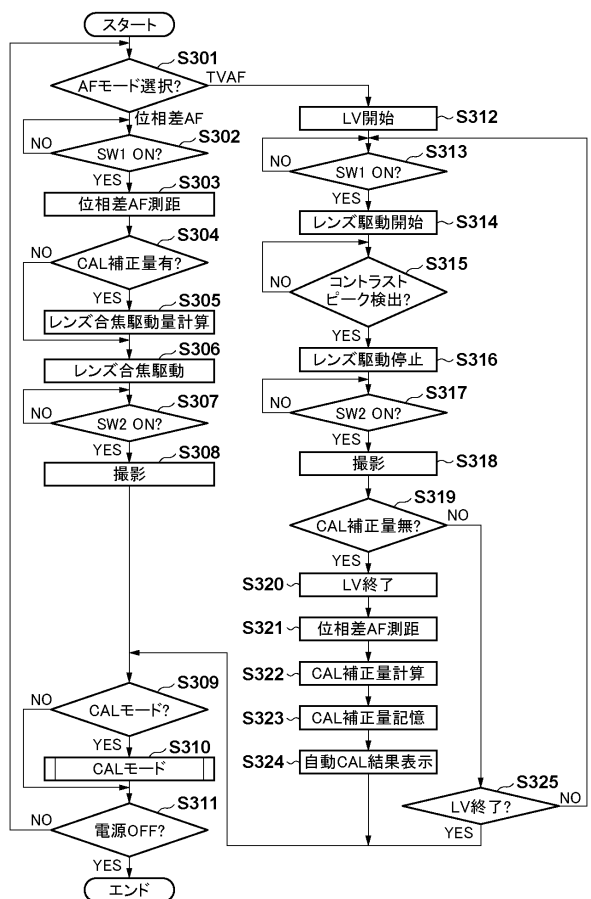 スタート
S301
AFモード選択?
TVAF
位相差AF
S302
NO
SW1 ON?
YES
S303
位相差AF測距
S304
NO
CAL補正量有?
YES
S305
レンズ合焦駆動量計算
S306
レンズ合焦駆動
S307
NO
SW2 ON?
YES
S308
撮影
S309
NO
CALモード?
YES
S310
CALモード
S311
NO
電源OFF?
YES
エンド
LV開始
S312
S313
NO
SW1 ON?
YES
レンズ駆動開始
S314
S315
NO
コントラスト
ピーク検出?
YES
レンズ駆動停止
S316
S317
NO
SW2 ON?
YES
撮影
S318
S319
CAL補正量無?
NO
YES
S320
LV終了
S321
位相差AF測距
S322
CAL補正量計算
S323
CAL補正量記憶
S324
自動CAL結果表示
S325
LV終了?
NO
YES